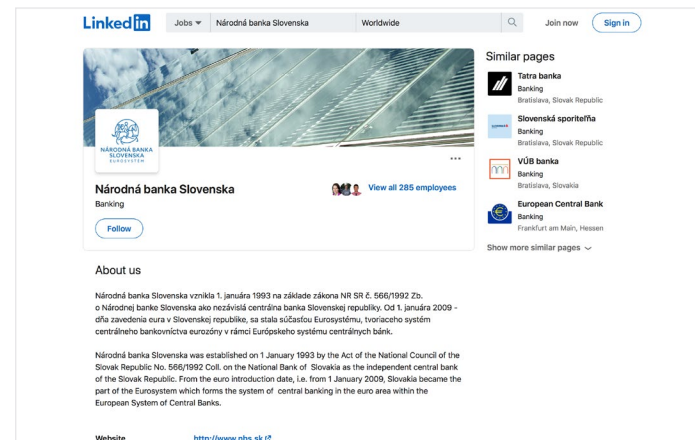 LinkedIn
Jobs
Národná banka Slovenska
Worldwide
Join now
Sign in
NÁRODNÁ BANKA
SLOVENSKA
EUROSYSTÉM
Národná banka Slovenska
Banking
View all 285 employees
Follow
Similar pages
Tatra banka
Banking
Bratislava, Slovak Republic
Slovenská sporiteľňa
Banking
Bratislava, Slovak Republic
VÚB banka
Banking
Bratislava, Slovakia
European Central Bank
Banking
Frankfurt am Main, Hessen
Show more similar pages
About us
Národná banka Slovenska vznikla 1. januára 1993 na základe zákona NR SR č. 566/1992 Zb.
o Národnej banke Slovenska ako nezávislá centrálna banka Slovenskej republiky. Od 1. januára 2009 -
dňa zavedenia eura v Slovenskej republike, sa stala súčasťou Eurosystému, tvoriaceho systém
centrálneho bankovníctva eurozóny v rámci Európskeho systému centrálnych bánk.
Národná banka Slovenska was established on 1 January 1993 by the Act of the National Council of the
Slovak Republic No. 566/1992 Coll. on the National Bank of Slovakia as the independent central bank
of the Slovak Republic. From the euro introduction date, i.e. from 1 January 2009, Slovakia became the
part of the Eurosystem which forms the system of central banking in the euro area within the
European System of Central Banks.
Website
http://www.nbs.sk